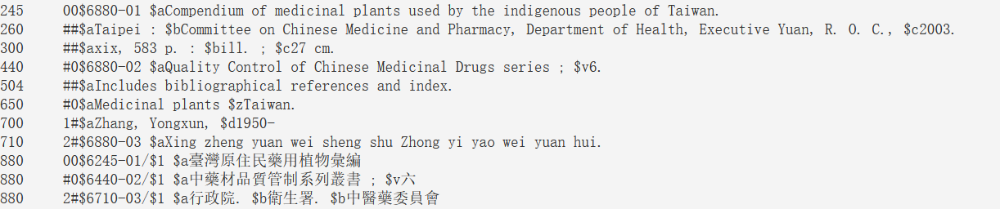 245 00$6880-01 $aCompendium of medicinal plants used by the indigenous people of Taiwan.
260 ##$aTaipei : $bCommittee on Chinese Medicine and Pharmacy, Department of Health, Executive Yuan, R. O. C., $c2003.
300 ##$axix, 583 p. : $bill. ; $c27 cm.
440 #0$6880-02 $aQuality Control of Chinese Medicinal Drugs series ; $v6.
504 ##$aIncludes bibliographical references and index.
650 #0$aMedicinal plants $zTaiwan.
700 1#$aZhang, Yongxun, $d1950-
710 2#$6880-03 $aXing zheng yuan wei sheng shu Zhong yi yao wei yuan hui.
880 00$6245-01/$1 $a臺灣原住民藥用植物彙編
880 #0$6440-02/$1 $a中藥材品質管制系列叢書 ; $v六
880 2#$6710-03/$1 $a行政院. $b衛生署. $b中醫藥委員會